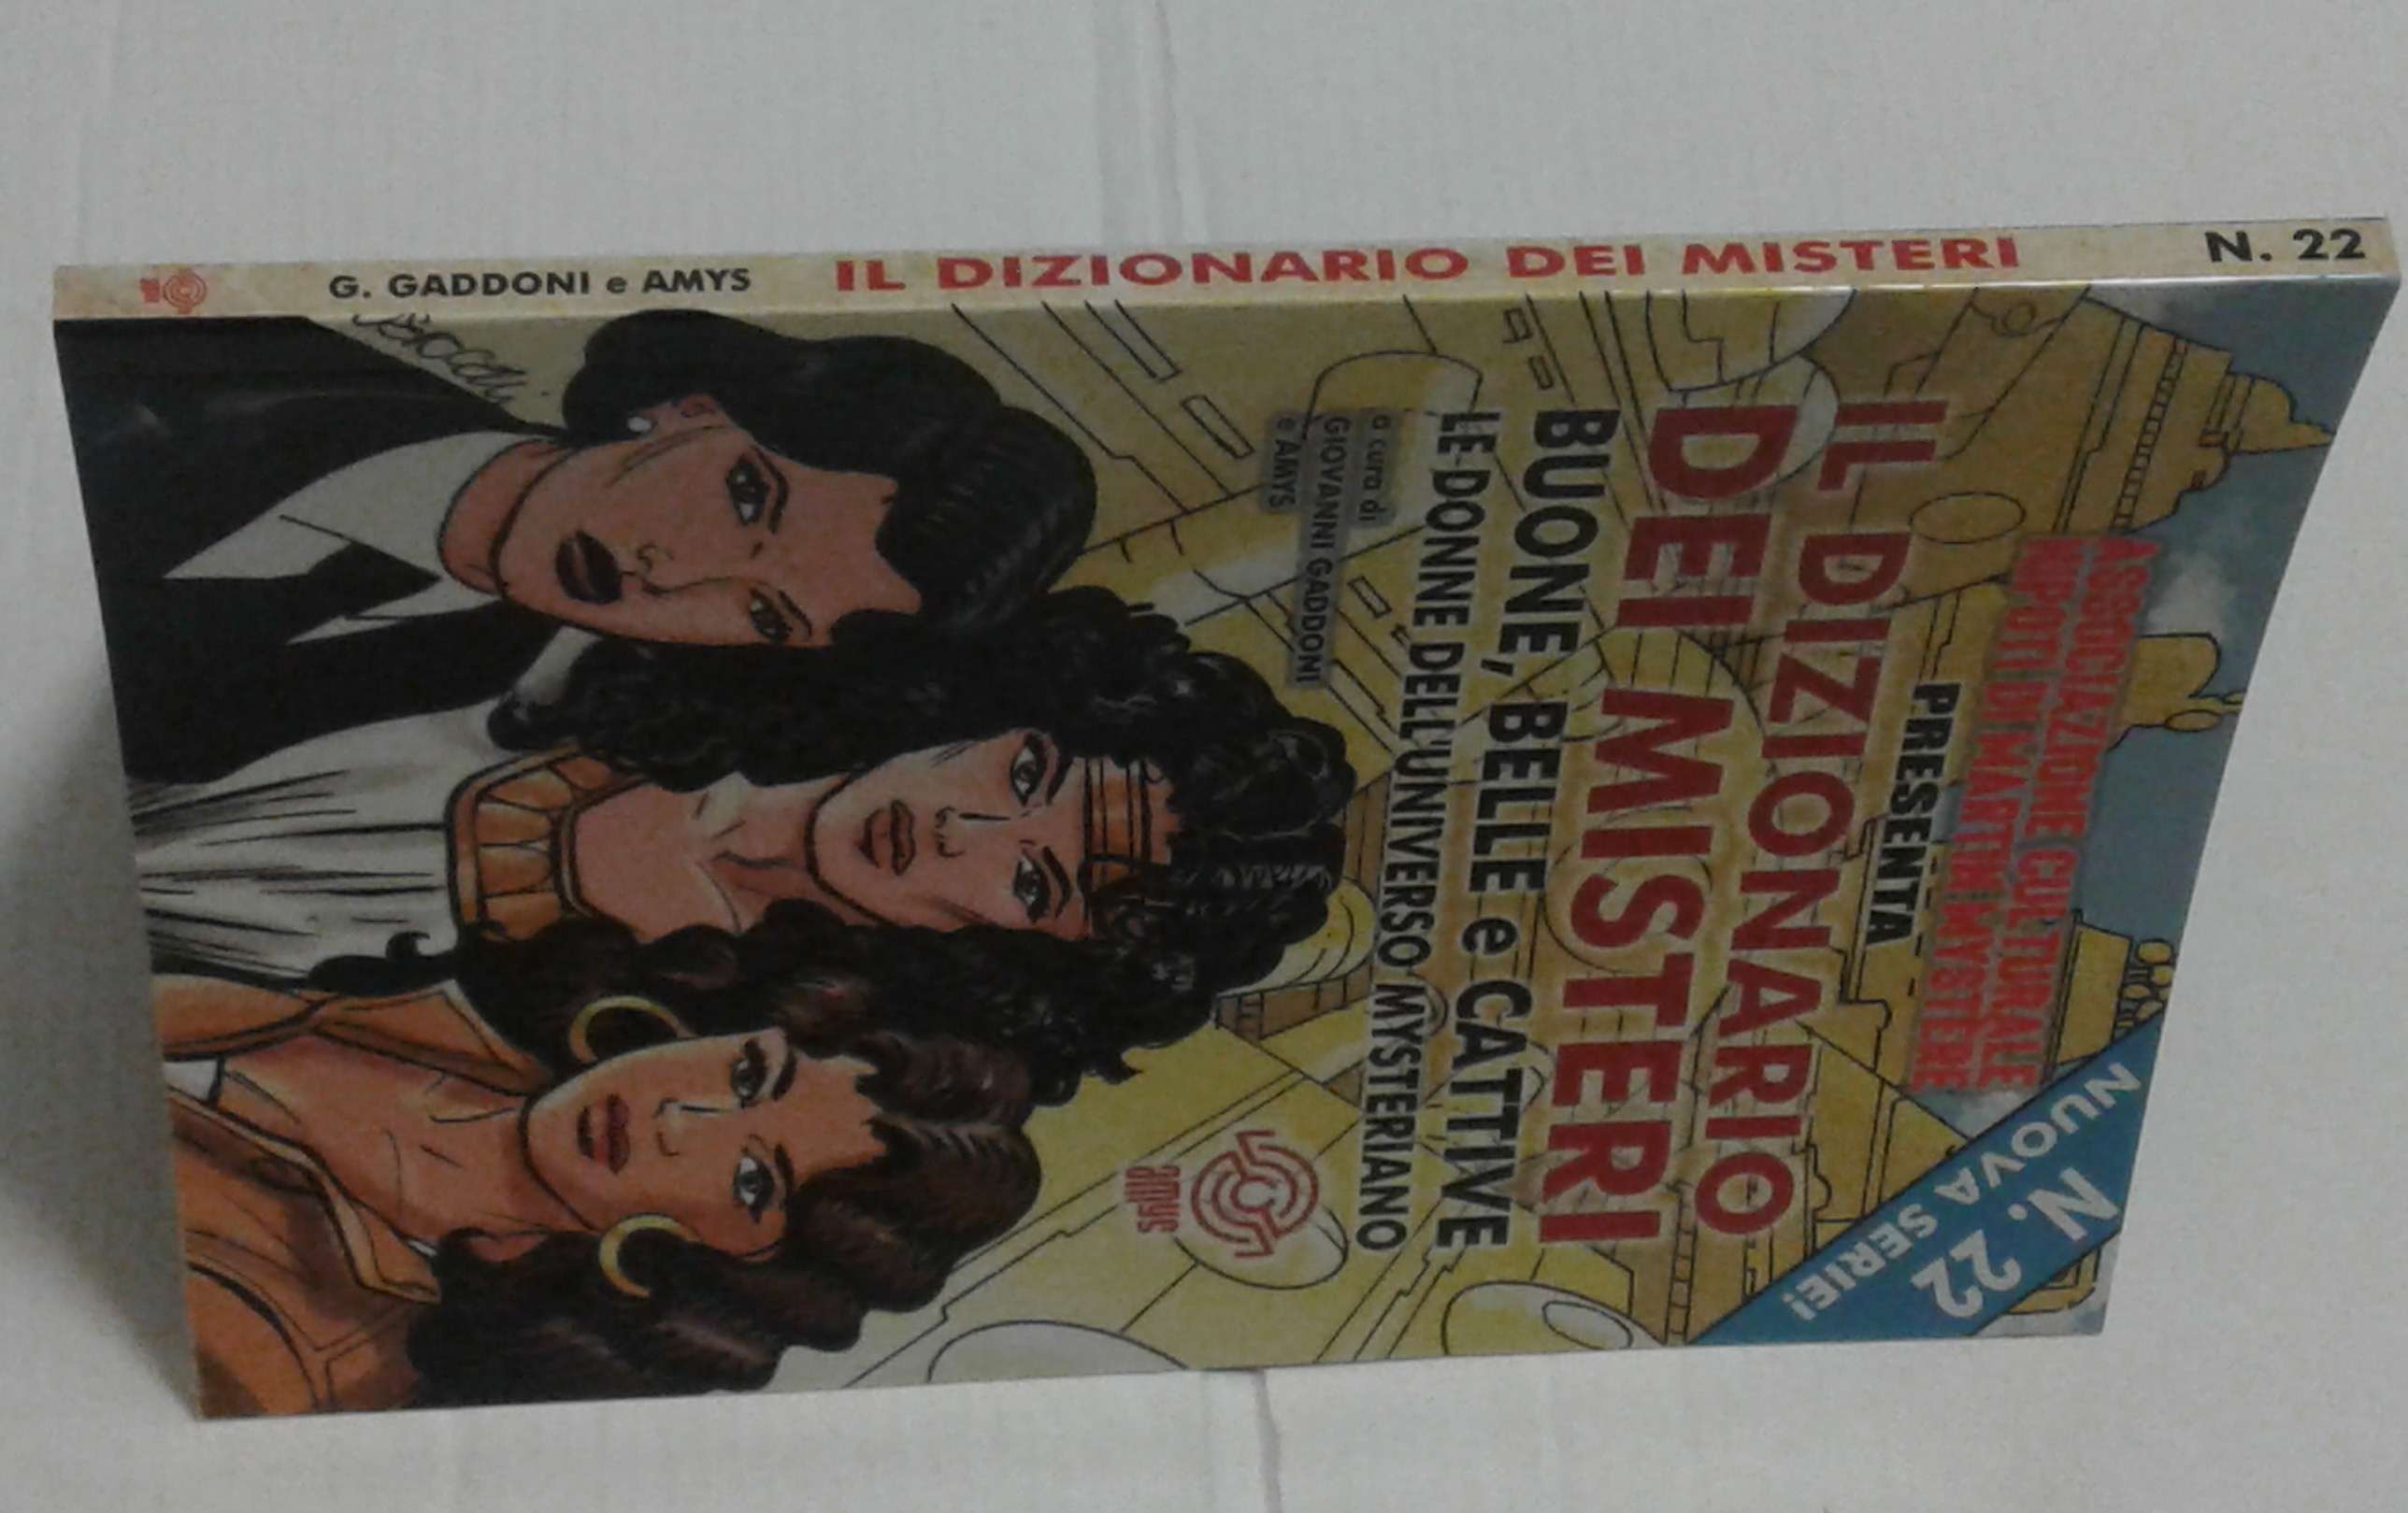 G. GADDONI e AMYS IL DIZIONARIO DEI MISTERI N. 22
ASSOCIAZIONE CULTURALE
NIPOTI DI MARTIN MYSTERE
PRESENTA
IL DIZIONARIO
DEI MISTERI
BUONE, BELLE e CATTIVE
LE DONNE DELL'UNIVERSO MYSTERIANO
a cura di
GIOVANNI GADDONI
e AMYS
N. 22
NUOVA SERIE!
amys